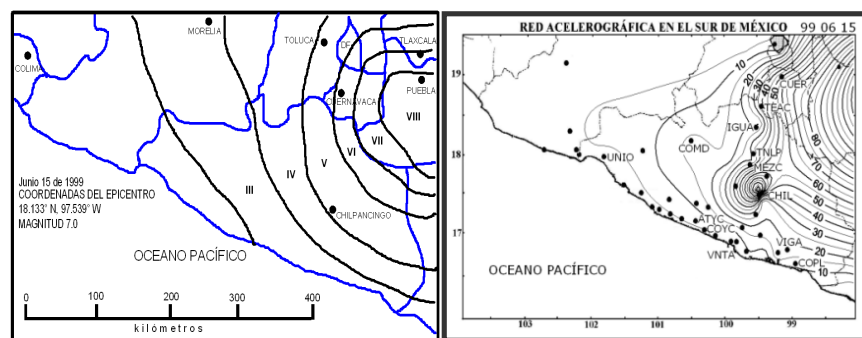 MORELIA
TOLUCA
DF
TLAXCALA
COLIMA
CUERNAVACA
PUEBLA
VIII
VII
VI
V
IV
III
Junio 15 de 1999
COORDENADAS DEL EPICENTRO
18.133° N, 97.539° W
MAGNITUD 7.0
CHILPANCINGO
OCEANO PACÍFICO
0 100 200 300 400
kilómetros
RED ACELEROGRÁFICA EN EL SUR DE MÉXICO 99 06 15
19
18
17
10
20
30
40
50
CUER
TEAC
IGUA
80
COMD
TNLP
UNIO
MEZC
70
60
CHIL
50
40
30
ATYC
COYC
20
VIGA
VNTA
COPL
10
OCEANO PACÍFICO
103 102 101 100 99